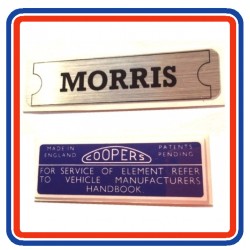 MORRIS
MADE IN ENGLAND
COOPERS
PATENTS PENDING
FOR SERVICE OF ELEMENT REFER
TO VEHICLE MANUFACTURERS
HANDBOOK